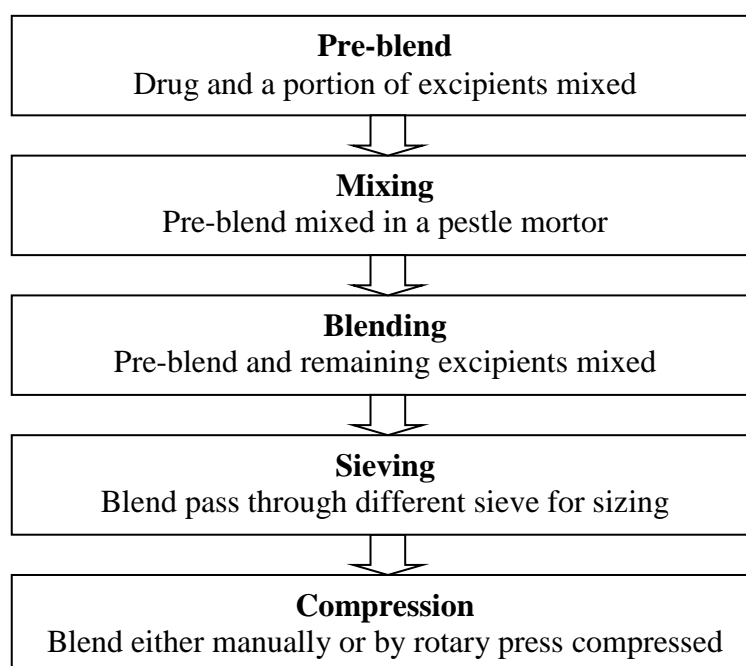 Pre-blend
Drug and a portion of excipients mixed
Mixing
Pre-blend mixed in a pestle mortor
Blending
Pre-blend and remaining excipients mixed
Sieving
Blend pass through different sieve for sizing
Compression
Blend either manually or by rotary press compressed